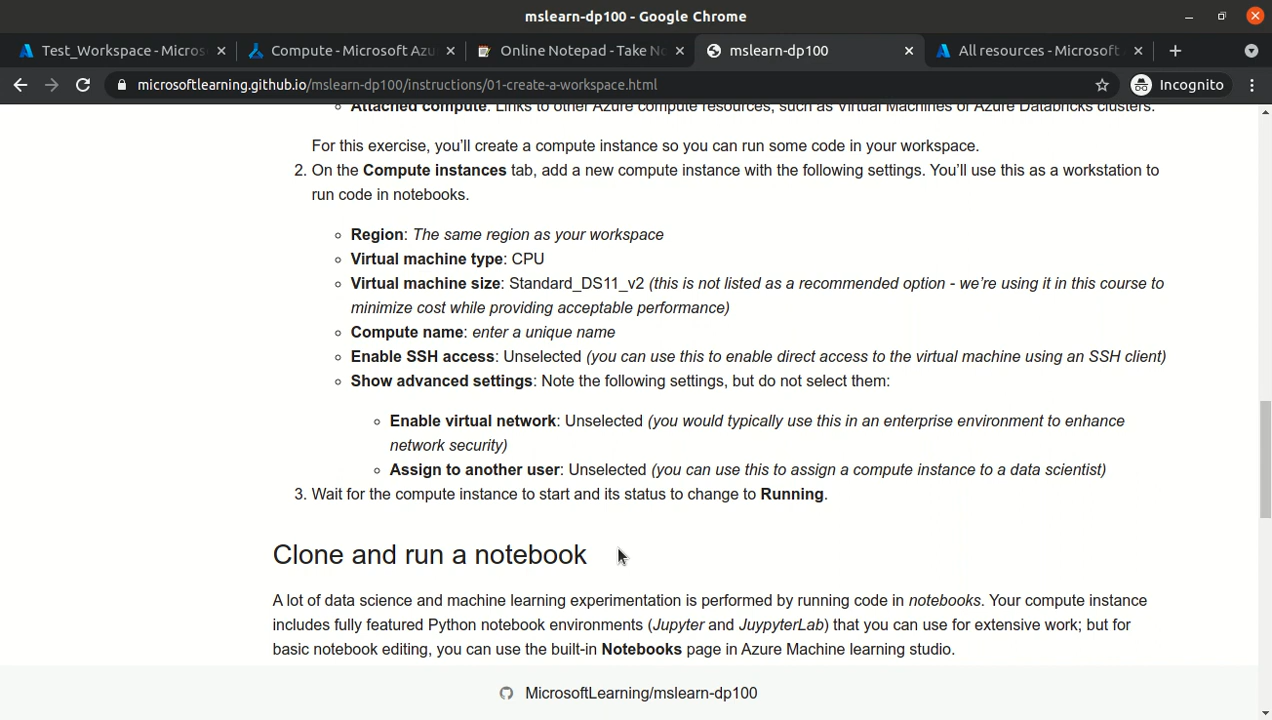 mslearn-dp100 - Google Chrome
Test_Workspace - Micros
Compute - Microsoft Azu
Online Notepad - Take No
mslearn-dp100
All resources - Microsoft
microsoftlearning.github.io/mslearn-dp100/instructions/01-create-a-workspace.html
Incognito
Attached compute: Links to other Azure compute resources, such as Virtual Machines or Azure Databricks clusters.
For this exercise, you'll create a compute instance so you can run some code in your workspace.
2. On the Compute instances tab, add a new compute instance with the following settings. You'll use this as a workstation to
run code in notebooks.
Region: The same region as your workspace
Virtual machine type: CPU
Virtual machine size: Standard_DS11_v2 (this is not listed as a recommended option - we're using it in this course to
minimize cost while providing acceptable performance)
Compute name: enter a unique name
Enable SSH access: Unselected (you can use this to enable direct access to the virtual machine using an SSH client)
Show advanced settings: Note the following settings, but do not select them:
Enable virtual network: Unselected (you would typically use this in an enterprise environment to enhance
network security)
Assign to another user: Unselected (you can use this to assign a compute instance to a data scientist)
3. Wait for the compute instance to start and its status to change to Running.
Clone and run a notebook
A lot of data science and machine learning experimentation is performed by running code in notebooks. Your compute instance
includes fully featured Python notebook environments (Jupyter and JuypyterLab) that you can use for extensive work; but for
basic notebook editing, you can use the built-in Notebooks page in Azure Machine learning studio.
MicrosoftLearning/mslearn-dp100